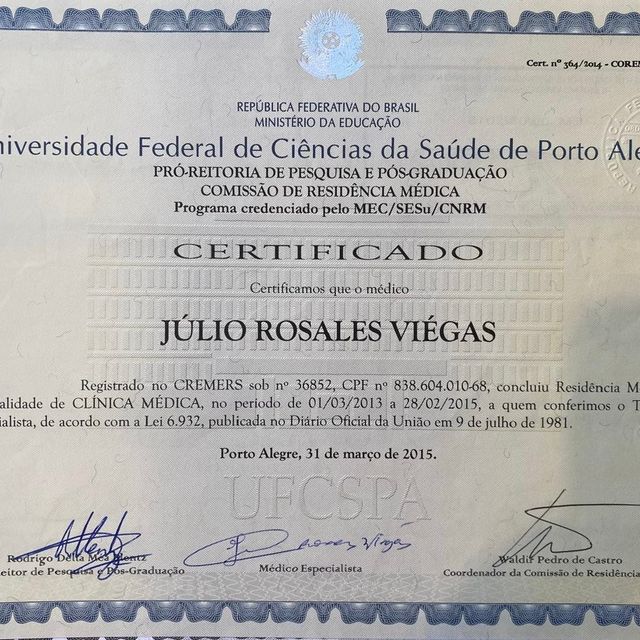 Cert. nº 364/2014 - COREM
REPÚBLICA FEDERATIVA DO BRASIL
MINISTÉRIO DA EDUCAÇÃO
niversidade Federal de Ciências da Saúde de Porto Ale
PRÓ-REITORIA DE PESQUISA E PÓS-GRADUAÇÃO
COMISSÃO DE RESIDÊNCIA MÉDICA
Programa credenciado pelo MEC/SESu/CNRM
CERTIFICADO
Certificamos que o médico
JÚLIO ROSALES VIÉGAS
Registrado no CREMERS sob nº 36852, CPF nº 838.604.010-68, concluiu Residência M
alidade de CLÍNICA MÉDICA, no período de 01/03/2013 a 28/02/2015, a quem conferimos o T
ialista, de acordo com a Lei 6.932, publicada no Diário Oficial da União em 9 de julho de 1981.
Porto Alegre, 31 de março de 2015.
UFCSPA
Rodrigo Della Méa Plentz
eitor de Pesquisa e Pós-Graduação
Médico Especialista
Waldir Pedro de Castro
Coordenador da Comissão de Residência